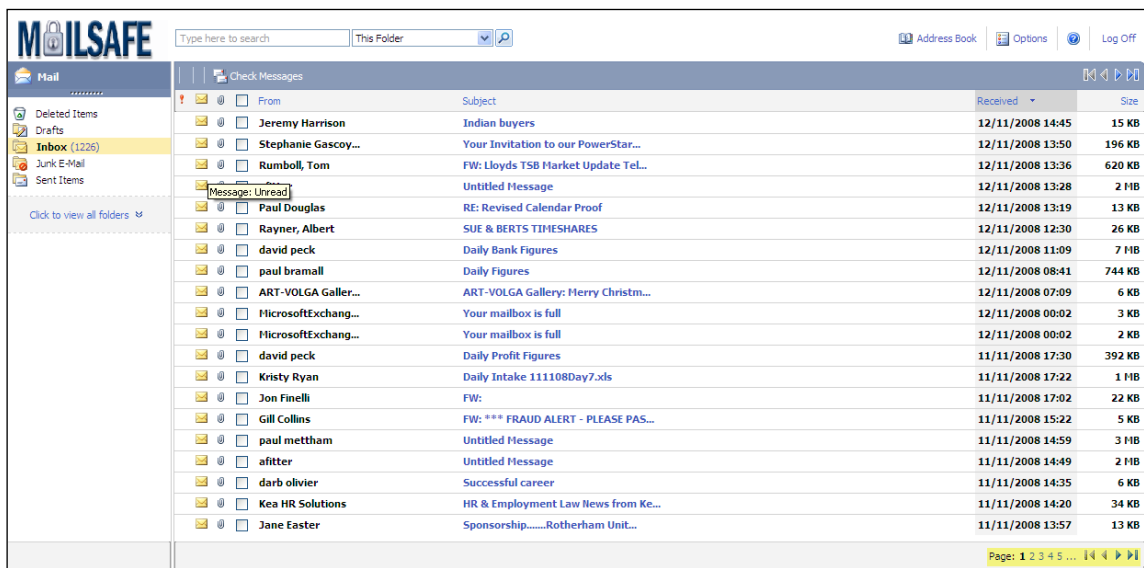 MAILSAFE
Type here to search This Folder Address Book Options Log Off
Mail
Deleted Items
Drafts
Inbox (1226)
Junk E-Mail
Sent Items
Click to view all folders
Check Messages
From Subject Received Size
Jeremy Harrison Indian buyers 12/11/2008 14:45 15 KB
Stephanie Gascoy... Your Invitation to our PowerStar... 12/11/2008 13:50 196 KB
Rumboll, Tom FW: Lloyds TSB Market Update Tel... 12/11/2008 13:36 620 KB
Untitled Message 12/11/2008 13:28 2 MB
Message: Unread
Paul Douglas RE: Revised Calendar Proof 12/11/2008 13:19 13 KB
Rayner, Albert SUE & BERTS TIMESHARES 12/11/2008 12:30 26 KB
david peck Daily Bank Figures 12/11/2008 11:09 7 MB
paul bramall Daily Figures 12/11/2008 08:41 744 KB
ART-VOLGA Galler... ART-VOLGA Gallery: Merry Christm... 12/11/2008 07:09 6 KB
MicrosoftExchang... Your mailbox is full 12/11/2008 00:02 3 KB
MicrosoftExchang... Your mailbox is full 12/11/2008 00:02 2 KB
david peck Daily Profit Figures 11/11/2008 17:30 392 KB
Kristy Ryan Daily Intake 111108Day7.xls 11/11/2008 17:22 1 MB
Jon Finelli FW: 11/11/2008 17:02 22 KB
Gill Collins FW: *** FRAUD ALERT - PLEASE PAS... 11/11/2008 15:22 5 KB
paul mettham Untitled Message 11/11/2008 14:59 3 MB
afitter Untitled Message 11/11/2008 14:49 2 MB
darb olivier Successful career 11/11/2008 14:35 6 KB
Kea HR Solutions HR & Employment Law News from Ke... 11/11/2008 14:20 34 KB
Jane Easter Sponsorship.......Rotherham Unit... 11/11/2008 13:57 13 KB
Page: 1 2 3 4 5 ...